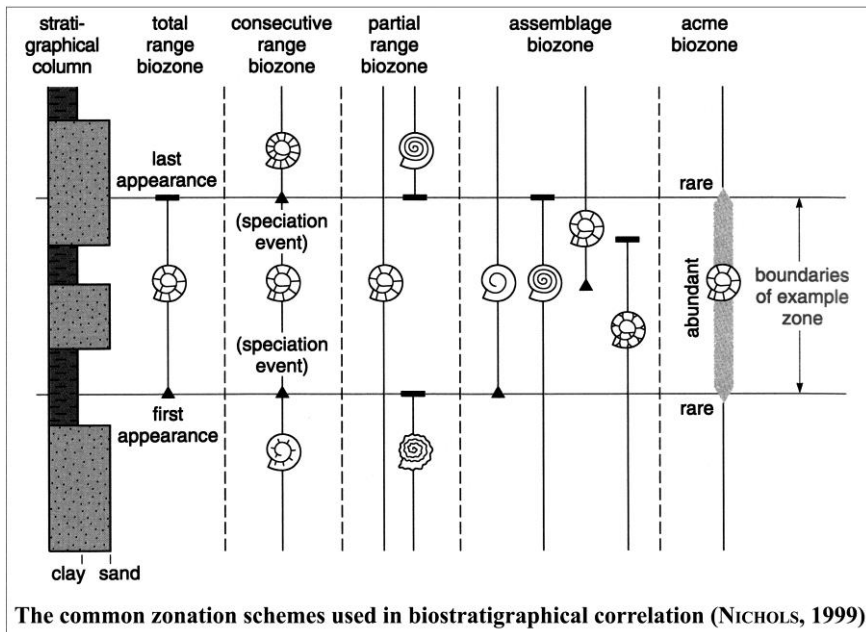 strati-
graphical
column
total
range
biozone
consecutive
range
biozone
partial
range
biozone
assemblage
biozone
acme
biozone
last
appearance
rare
(speciation
event)
abundant
boundaries
of example
zone
(speciation
event)
first
appearance
rare
clay sand
The common zonation schemes used in biostratigraphical correlation (NICHOLS, 1999)